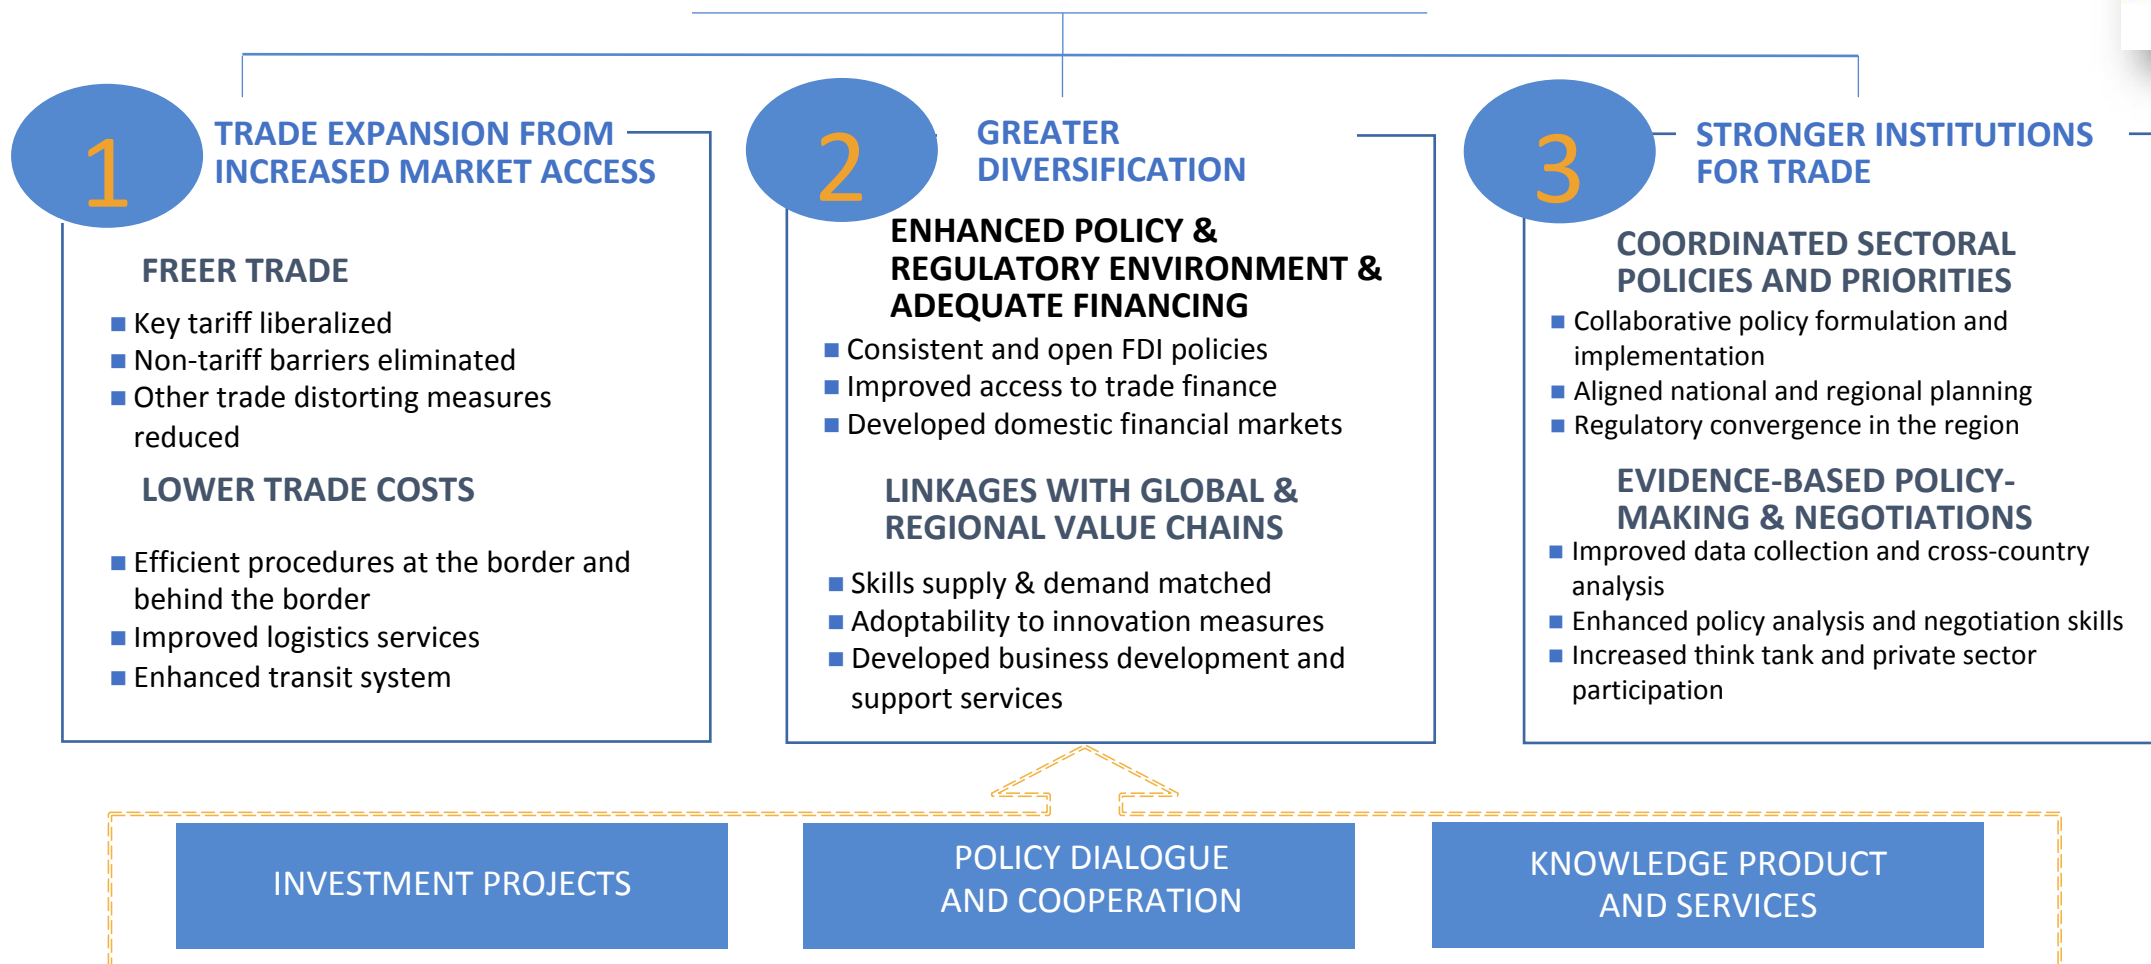 1
TRADE EXPANSION FROM
INCREASED MARKET ACCESS
FREER TRADE
Key tariff liberalized
Non-tariff barriers eliminated
Other trade distorting measures
reduced
LOWER TRADE COSTS
Efficient procedures at the border and
behind the border
Improved logistics services
Enhanced transit system
2
GREATER
DIVERSIFICATION
ENHANCED POLICY &
REGULATORY ENVIRONMENT &
ADEQUATE FINANCING
Consistent and open FDI policies
Improved access to trade finance
Developed domestic financial markets
LINKAGES WITH GLOBAL &
REGIONAL VALUE CHAINS
Skills supply & demand matched
Adoptability to innovation measures
Developed business development and
support services
3
STRONGER INSTITUTIONS
FOR TRADE
COORDINATED SECTORAL
POLICIES AND PRIORITIES
Collaborative policy formulation and
implementation
Aligned national and regional planning
Regulatory convergence in the region
EVIDENCE-BASED POLICY-
MAKING & NEGOTIATIONS
Improved data collection and cross-country
analysis
Enhanced policy analysis and negotiation skills
Increased think tank and private sector
participation
INVESTMENT PROJECTS
POLICY DIALOGUE
AND COOPERATION
KNOWLEDGE PRODUCT
AND SERVICES